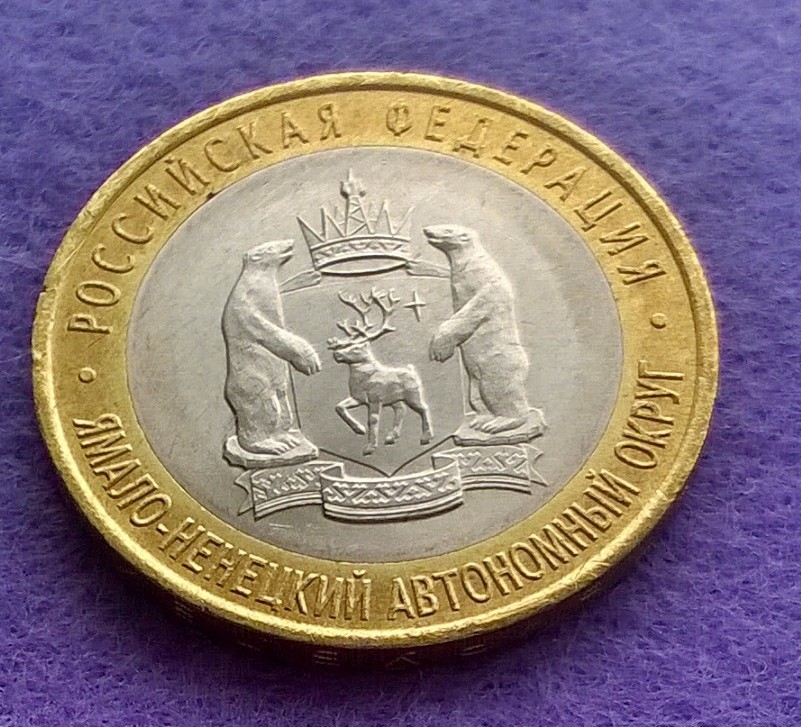 РОССИЙСКАЯ ФЕДЕРАЦИЯ
ЯМАЛО-НЕНЕЦКИЙ АВТОНОМНЫЙ ОКРУГ